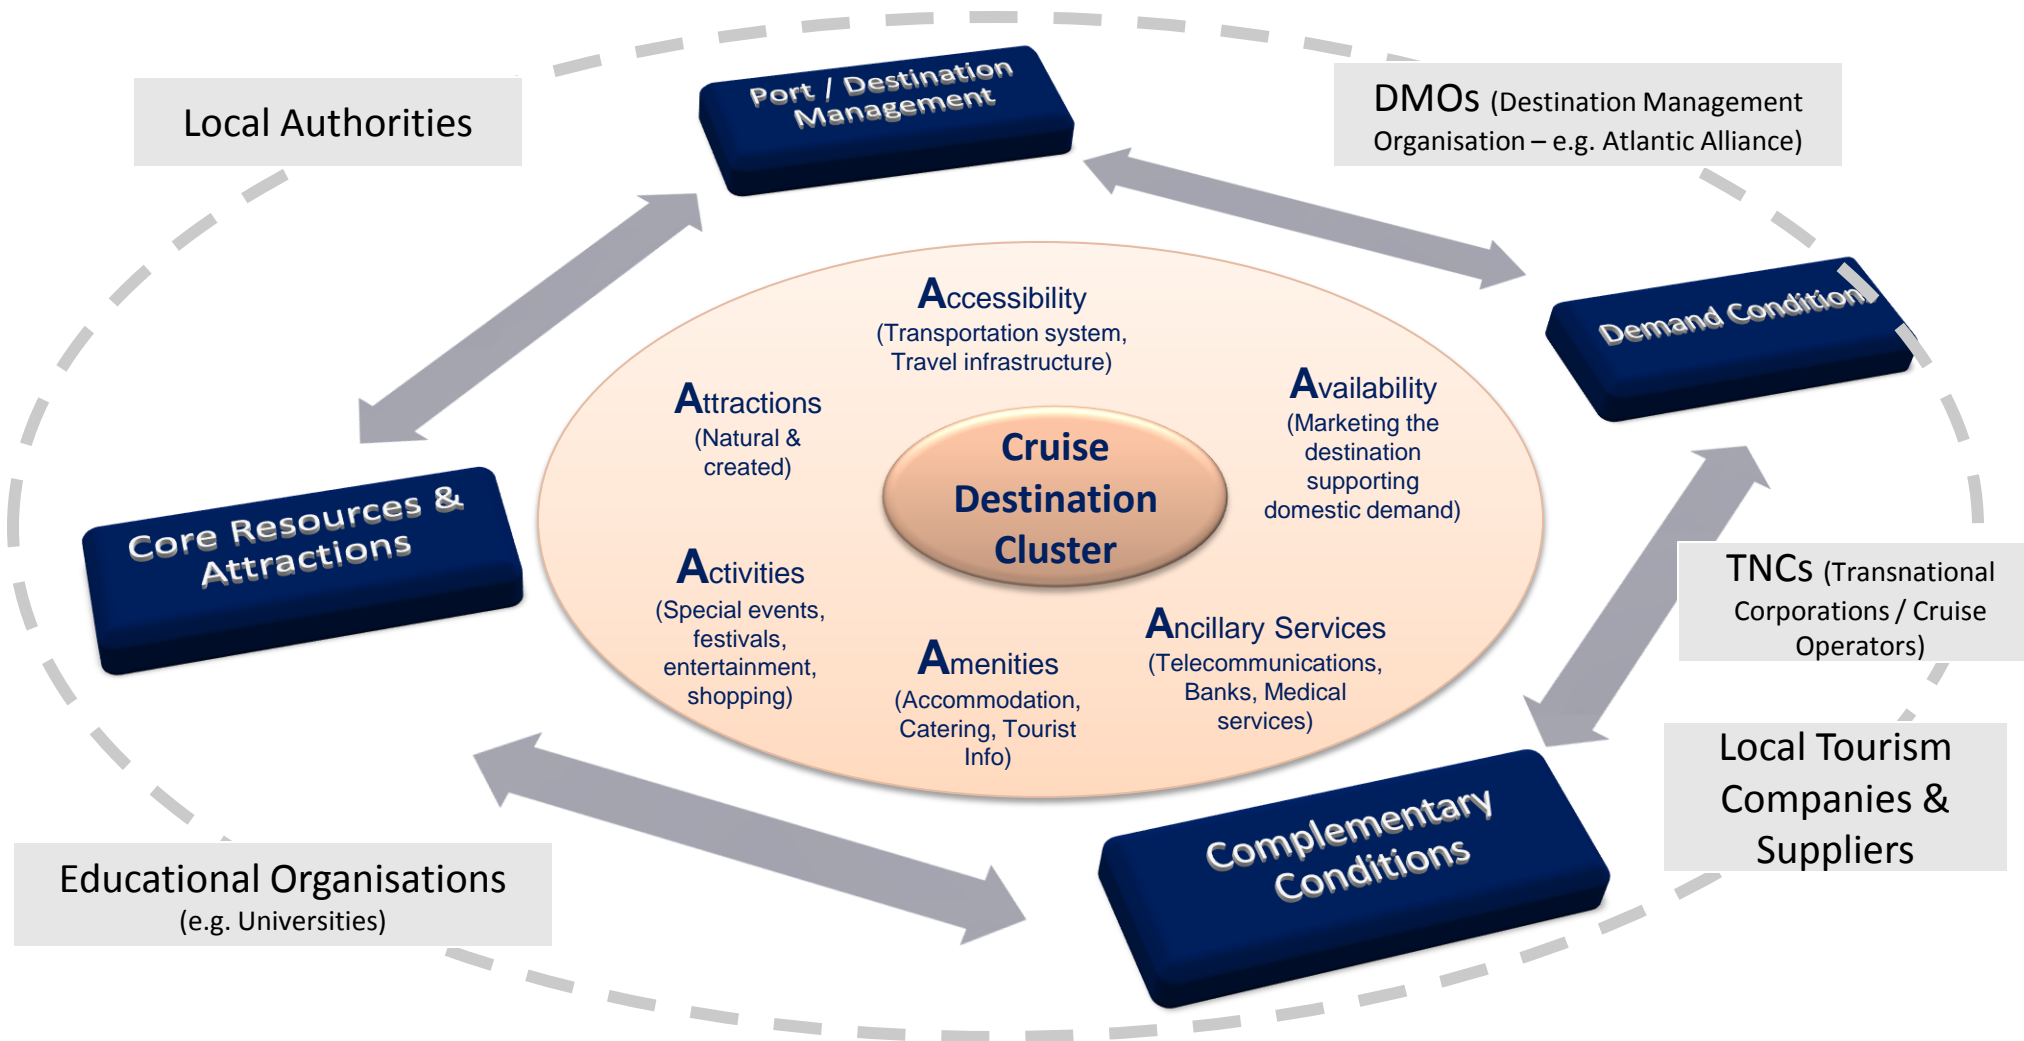 Port / Destination
Management
Local Authorities
DMOs (Destination Management
Organisation – e.g. Atlantic Alliance)
Demand Condition
Accessibility
(Transportation system,
Travel infrastructure)
Attractions
(Natural &
created)
Availability
(Marketing the
destination
supporting
domestic demand)
Cruise
Destination
Cluster
Core Resources &
Attractions
Activities
(Special events,
festivals,
entertainment,
shopping)
Amenities
(Accommodation,
Catering, Tourist
Info)
Ancillary Services
(Telecommunications,
Banks, Medical
services)
TNCs (Transnational
Corporations / Cruise
Operators)
Local Tourism
Companies &
Suppliers
Complementary
Conditions
Educational Organisations
(e.g. Universities)